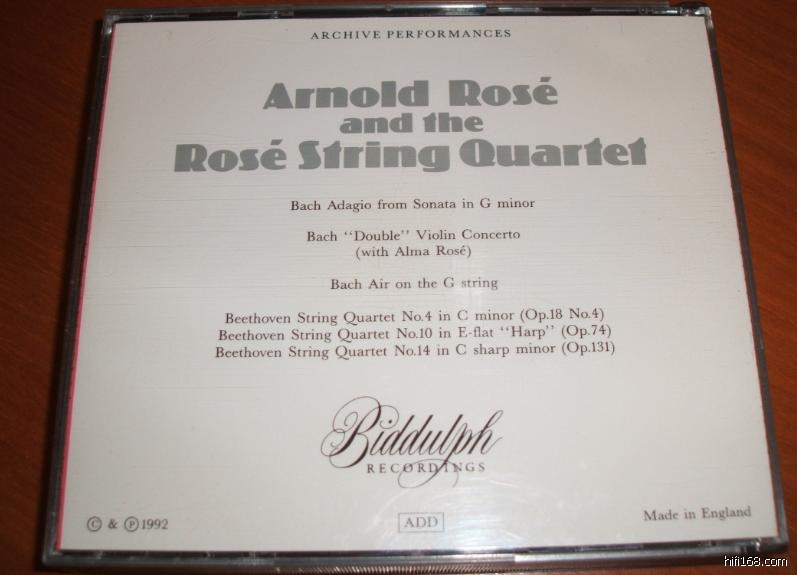 ARCHIVE PERFORMANCES
Arnold Rosé
and the
Rosé String Quartet
Bach Adagio from Sonata in G minor
Bach "Double" Violin Concerto
(with Alma Rosé)
Bach Air on the G string
Beethoven String Quartet No.4 in C minor (Op.18 No.4)
Beethoven String Quartet No.10 in E-flat "Harp" (Op.74)
Beethoven String Quartet No.14 in C sharp minor (Op.131)
Biddulph
RECORDINGS
© & ℗ 1992
ADD
Made in England
hifi168.com